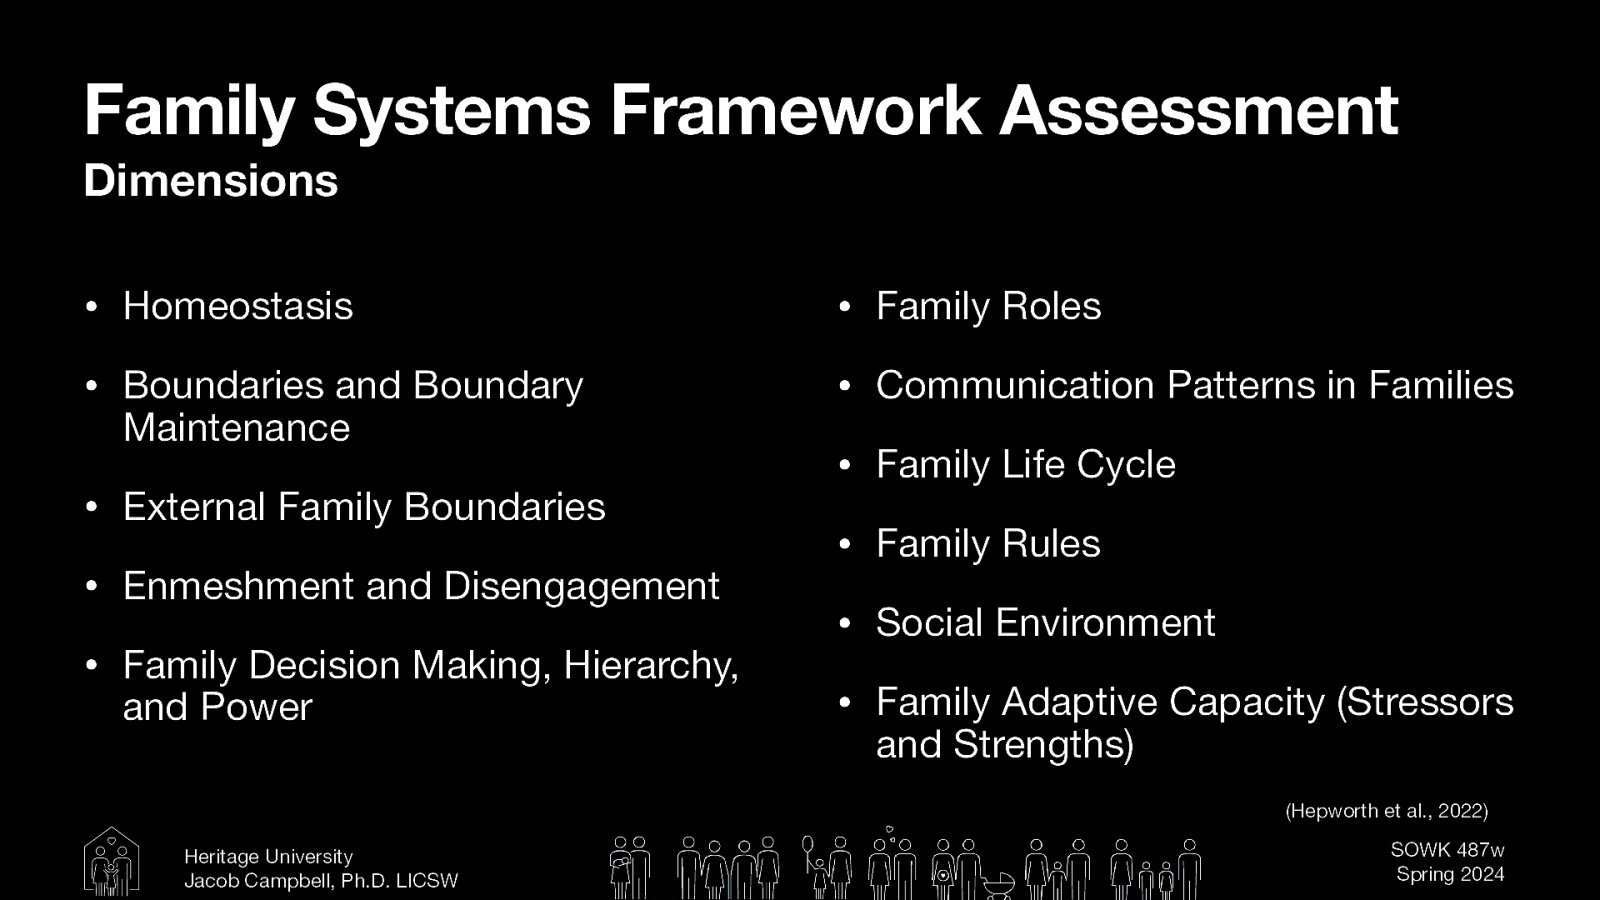 Family Systems Framework Assessment
Dimensions
• Homeostasis
• Boundaries and Boundary
Maintenance
• External Family Boundaries
• Enmeshment and Disengagement
• Family Decision Making, Hierarchy,
and Power
• Family Roles
• Communication Patterns in Families
• Family Life Cycle
• Family Rules
• Social Environment
• Family Adaptive Capacity (Stressors
and Strengths)
(Hepworth et al., 2022)
Heritage University
Jacob Campbell, Ph.D. LICSW
SOWK 487w
Spring 2024